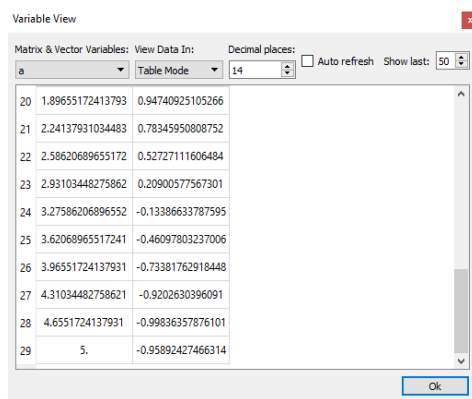 Variable View
x
Matrix & Vector Variables: View Data In: Decimal places:
a Table Mode 14 Auto refresh Show last: 50
20 1.89655172413793 0.94740925105266
21 2.24137931034483 0.78345950808752
22 2.58620689655172 0.52727111606484
23 2.93103448275862 0.20900577567301
24 3.27586206896552 -0.13386633787595
25 3.62068965517241 -0.46097803237006
26 3.96551724137931 -0.73381762918448
27 4.31034482758621 -0.9202630396091
28 4.6551724137931 -0.99836357876101
29 5. -0.95892427466314
Ok